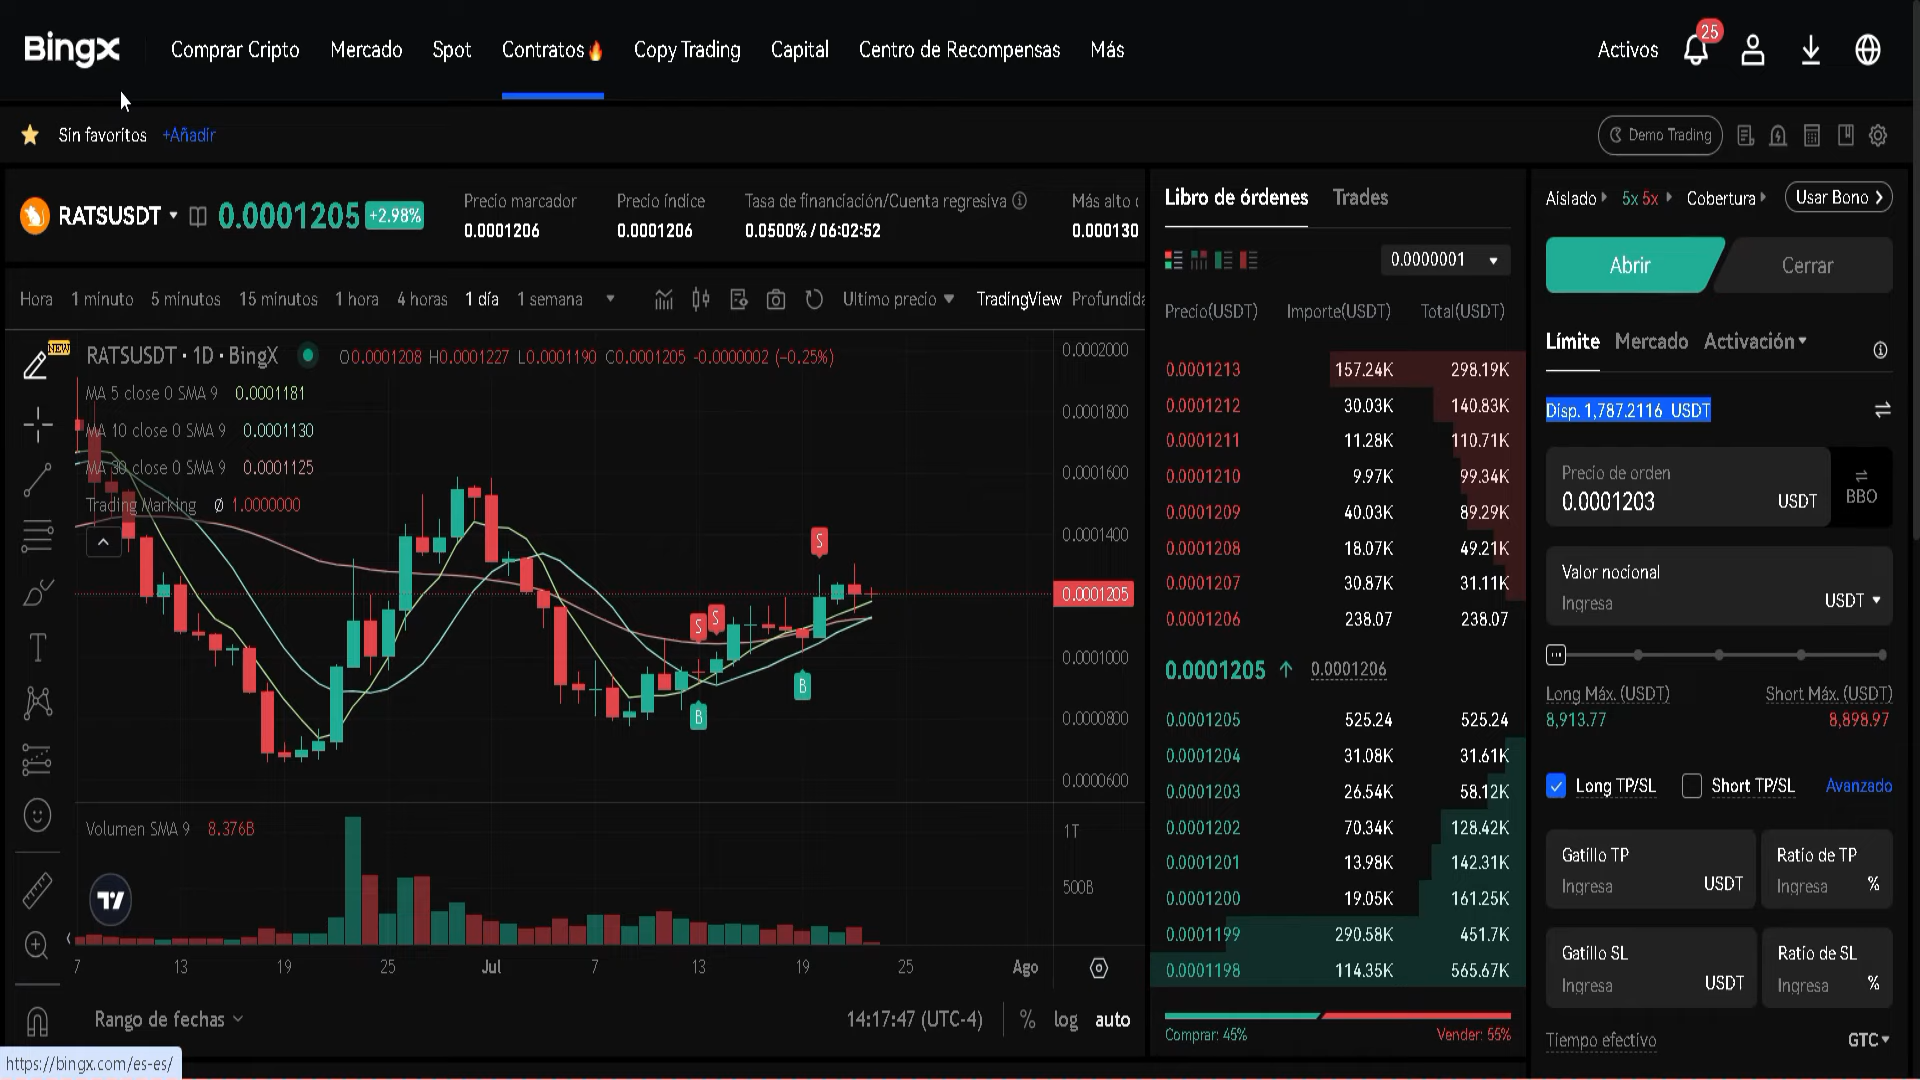 BingX
Comprar Cripto Mercado Spot Contratos Copy Trading Capital Centro de Recompensas Más Activos 25
Sin favoritos +Añadir Demo Trading
RATSUSDT 0.0001205 +2.98%
Precio marcador 0.0001206
Precio índice 0.0001206
Tasa de financiación/Cuenta regresiva 0.0500% / 06:02:52
Más alto 0.000130
Hora 1 minuto 5 minutos 15 minutos 1 hora 4 horas 1 día 1 semana Ultimo precio TradingView Profundida
NEW
RATSUSDT · 1D · BingX O0.0001208 H0.0001227 L0.0001190 C0.0001205 -0.0000002 (−0.25%)
MA 5 close 0 SMA 9 0.0001181
MA 10 close 0 SMA 9 0.0001130
MA 30 close 0 SMA 9 0.0001125
Trading Marking Ø 1.0000000
S
S
S
B
B
0.0002000
0.0001800
0.0001600
0.0001400
0.0001205
0.0001000
0.0000800
0.0000600
Volumen SMA 9 8.376B
1T
500B
7 13 19 25 Jul 7 13 19 25 Ago
Rango de fechas 14:17:47 (UTC-4) % log auto
https://bingx.com/es-es/
Libro de órdenes Trades
0.0000001
Precio(USDT) Importe(USDT) Total(USDT)
0.0001213 157.24K 298.19K
0.0001212 30.03K 140.83K
0.0001211 11.28K 110.71K
0.0001210 9.97K 99.34K
0.0001209 40.03K 89.29K
0.0001208 18.07K 49.21K
0.0001207 30.87K 31.11K
0.0001206 238.07 238.07
0.0001205 ↑ 0.0001206
0.0001205 525.24 525.24
0.0001204 31.08K 31.61K
0.0001203 26.54K 58.12K
0.0001202 70.34K 128.42K
0.0001201 13.98K 142.31K
0.0001200 19.05K 161.25K
0.0001199 290.58K 451.7K
0.0001198 114.35K 565.67K
Comprar: 45% Vender: 55%
Aislado 5x 5x Cobertura Usar Bono
Abrir Cerrar
Límite Mercado Activación
Disp. 1,787.2116 USDT
Precio de orden
0.0001203 USDT
BBO
Valor nocional
Ingresa USDT
Long Máx. (USDT) Short Máx. (USDT)
8,913.77 8,898.97
Long TP/SL Short TP/SL Avanzado
Gatillo TP Ratio de TP
Ingresa USDT Ingresa %
Gatillo SL Ratio de SL
Ingresa USDT Ingresa %
Tiempo efectivo GTC